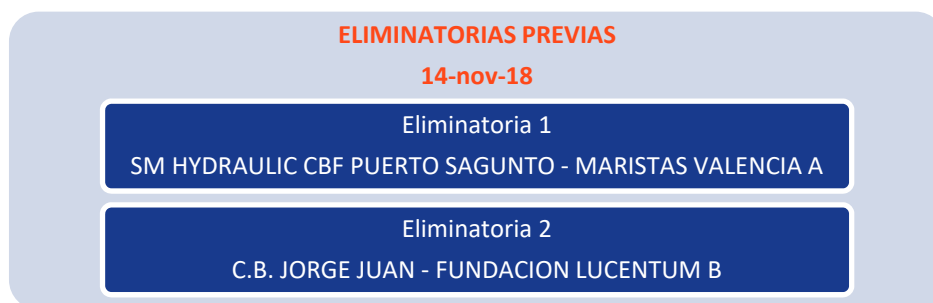 ELIMINATORIAS PREVIAS
14-nov-18
Eliminatoria 1
SM HYDRAULIC CBF PUERTO SAGUNTO - MARISTAS VALENCIA A
Eliminatoria 2
C.B. JORGE JUAN - FUNDACION LUCENTUM B